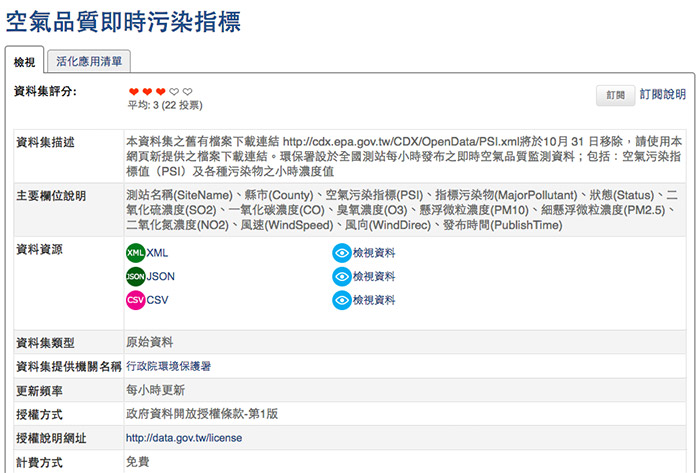 空氣品質即時污染指標
檢視 活化應用清單
資料集評分:
平均: 3 (22 投票)
訂閱 訂閱說明
資料集描述 本資料集之舊有檔案下載連結 http://cdx.epa.gov.tw/CDX/OpenData/PSI.xml將於10月 31 日移除，請使用本
網頁新提供之檔案下載連結。環保署設於全國測站每小時發布之即時空氣品質監測資料；包括：空氣污染指
標值（PSI）及各種污染物之小時濃度值
主要欄位說明 測站名稱(SiteName)、縣市(County)、空氣污染指標(PSI)、指標污染物(MajorPollutant)、狀態(Status)、二
氧化硫濃度(SO2)、一氧化碳濃度(CO)、臭氧濃度(O3)、懸浮微粒濃度(PM10)、細懸浮微粒濃度(PM2.5)、
二氧化氮濃度(NO2)、風速(WindSpeed)、風向(WindDirec)、發布時間(PublishTime)
資料資源 XML XML 檢視資料
JSON JSON 檢視資料
CSV CSV 檢視資料
資料集類型 原始資料
資料集提供機關名稱 行政院環境保護署
更新頻率 每小時更新
授權方式 政府資料開放授權條款-第1版
授權說明網址 http://data.gov.tw/license
計費方式 免費